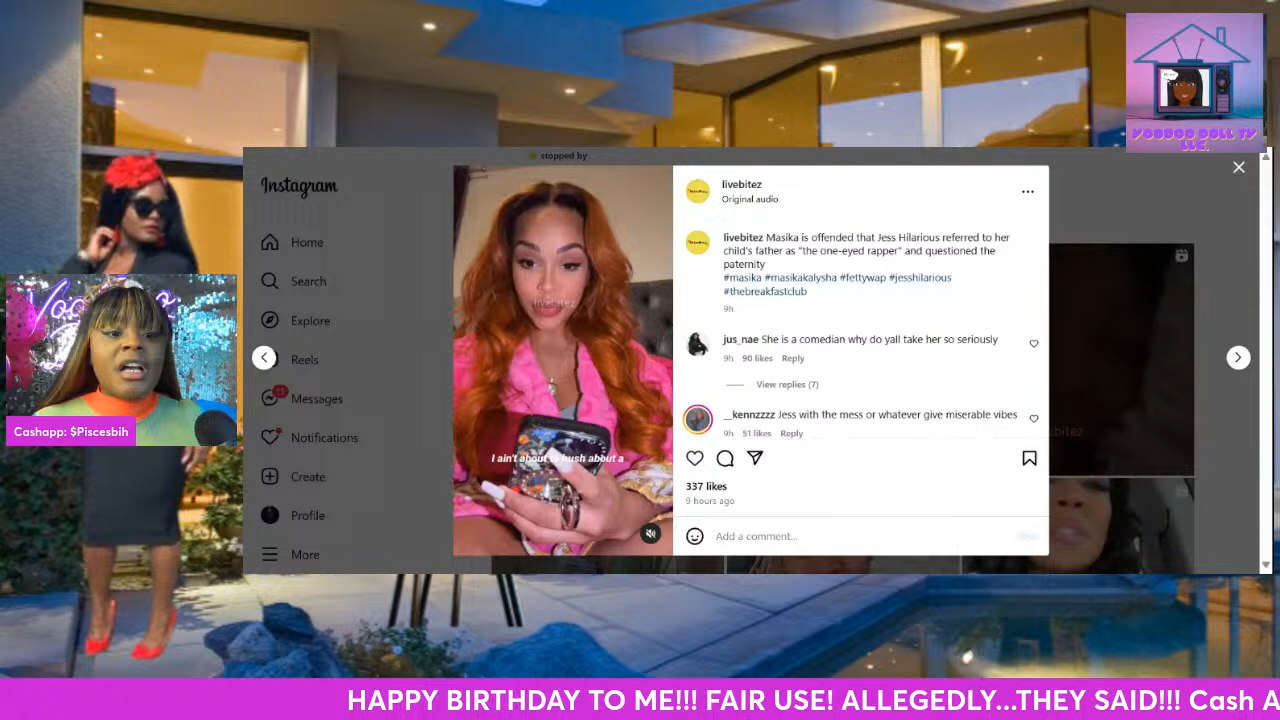 VOODOO DOLL TV
LLC.
stopped by
Instagram
Home
Search
Explore
Reels
Messages
Notifications
Create
Profile
More
livebitez
I ain't about to hush about a
livebitez
Original audio
livebitez Masika is offended that Jess Hilarious referred to her
child's father as "the one-eyed rapper" and questioned the
paternity
#masika #masikakalysha #fettywap #jesshilarious
#thebreakfastclub
9h
jus_nae She is a comedian why do yall take her so seriously
9h 90 likes Reply
View replies (7)
__kennzzzz Jess with the mess or whatever give miserable vibes
9h 51 likes Reply
337 likes
9 hours ago
Add a comment...
Cashapp: $Piscesbih
HAPPY BIRTHDAY TO ME!!! FAIR USE! ALLEGEDLY...THEY SAID!!! Cash A